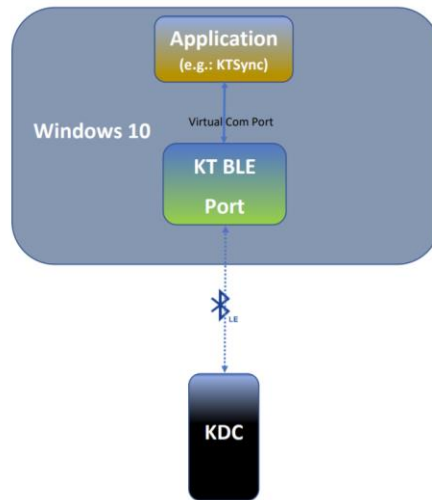 Application
(e.g.: KTSync)
Virtual Com Port
Windows 10
KT BLE
Port
LE
KDC